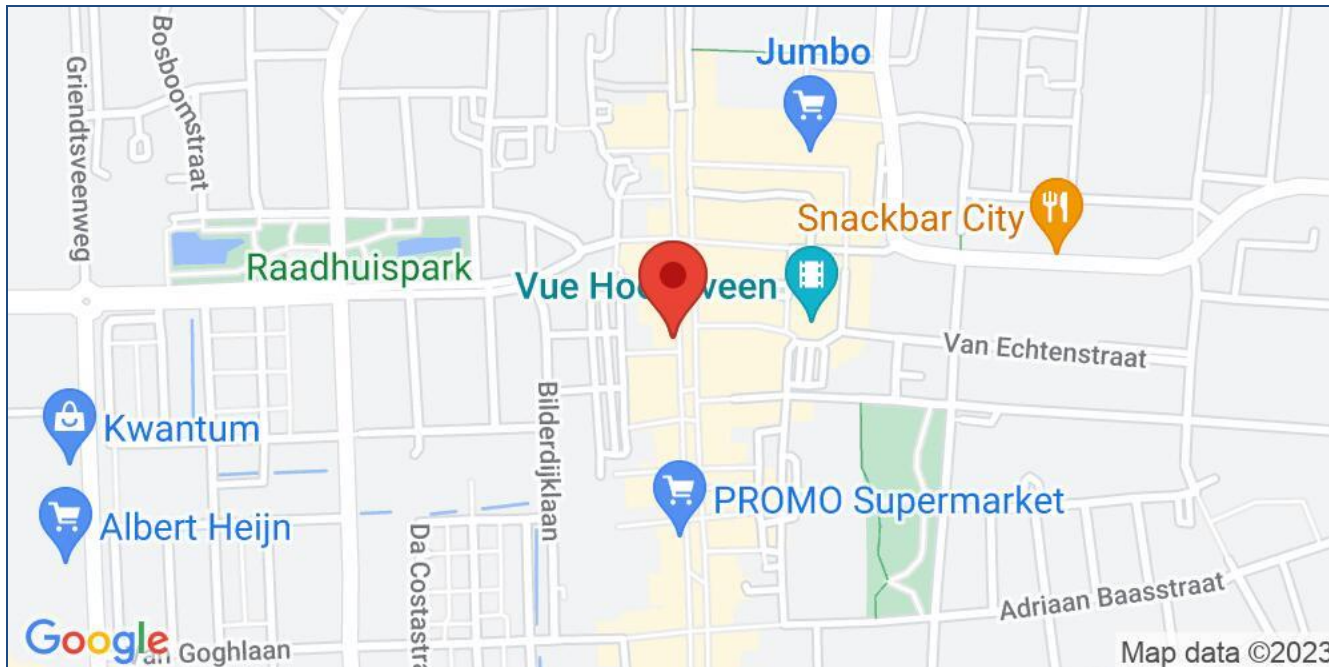 Jumbo
Bosboomstraat
Griendtsveenweg
Snackbar City
Raadhuispark
Vue Hoo veen
Van Echtenstraat
Kwantum
Bilderdijklaan
PROMO Supermarket
Albert Heijn
Da Costastra
Adriaan Baasstraat
Google
an Goghlaan
Map data ©2023